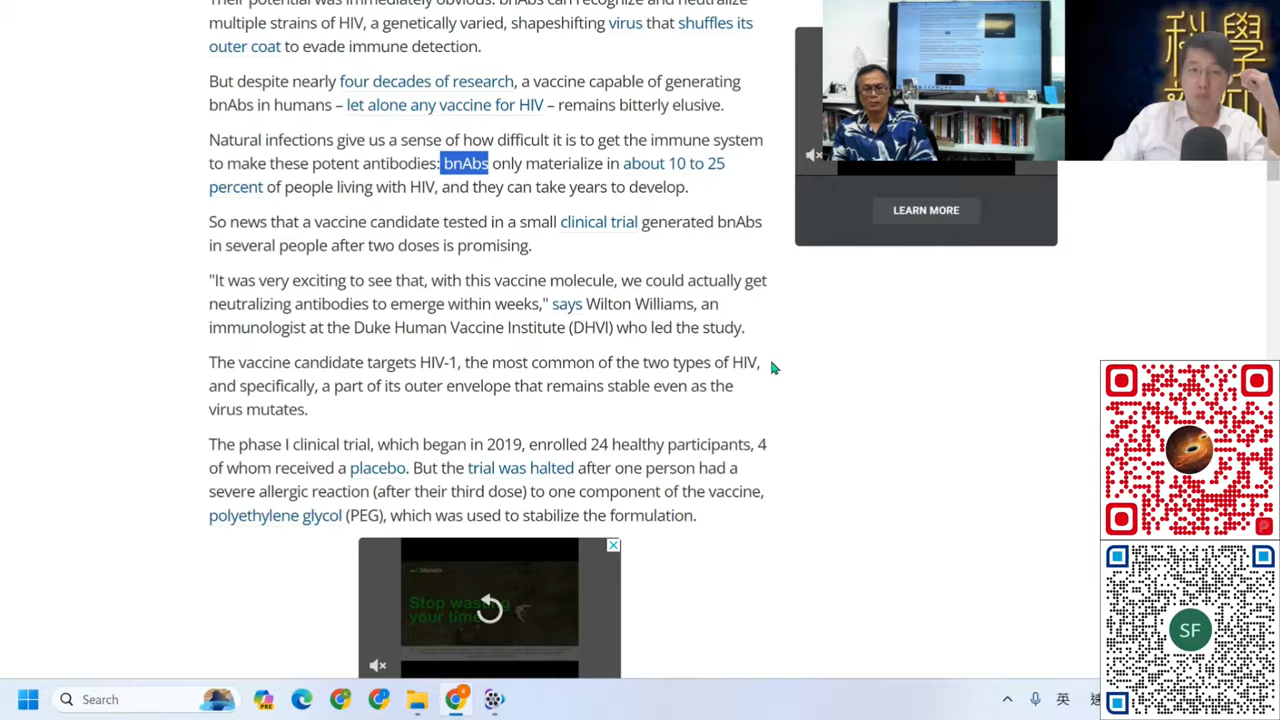 Their potential was immediately obvious: bnAbs can recognize and neutralize
multiple strains of HIV, a genetically varied, shapeshifting virus that shuffles its
outer coat to evade immune detection.
But despite nearly four decades of research, a vaccine capable of generating
bnAbs in humans – let alone any vaccine for HIV – remains bitterly elusive.
Natural infections give us a sense of how difficult it is to get the immune system
to make these potent antibodies: bnAbs only materialize in about 10 to 25
percent of people living with HIV, and they can take years to develop.
So news that a vaccine candidate tested in a small clinical trial generated bnAbs
in several people after two doses is promising.
"It was very exciting to see that, with this vaccine molecule, we could actually get
neutralizing antibodies to emerge within weeks," says Wilton Williams, an
immunologist at the Duke Human Vaccine Institute (DHVI) who led the study.
The vaccine candidate targets HIV-1, the most common of the two types of HIV,
and specifically, a part of its outer envelope that remains stable even as the
virus mutates.
The phase I clinical trial, which began in 2019, enrolled 24 healthy participants, 4
of whom received a placebo. But the trial was halted after one person had a
severe allergic reaction (after their third dose) to one component of the vaccine,
polyethylene glycol (PEG), which was used to stabilize the formulation.
Stop wasting
your time
LEARN MORE
科學
SF
Search
英
速